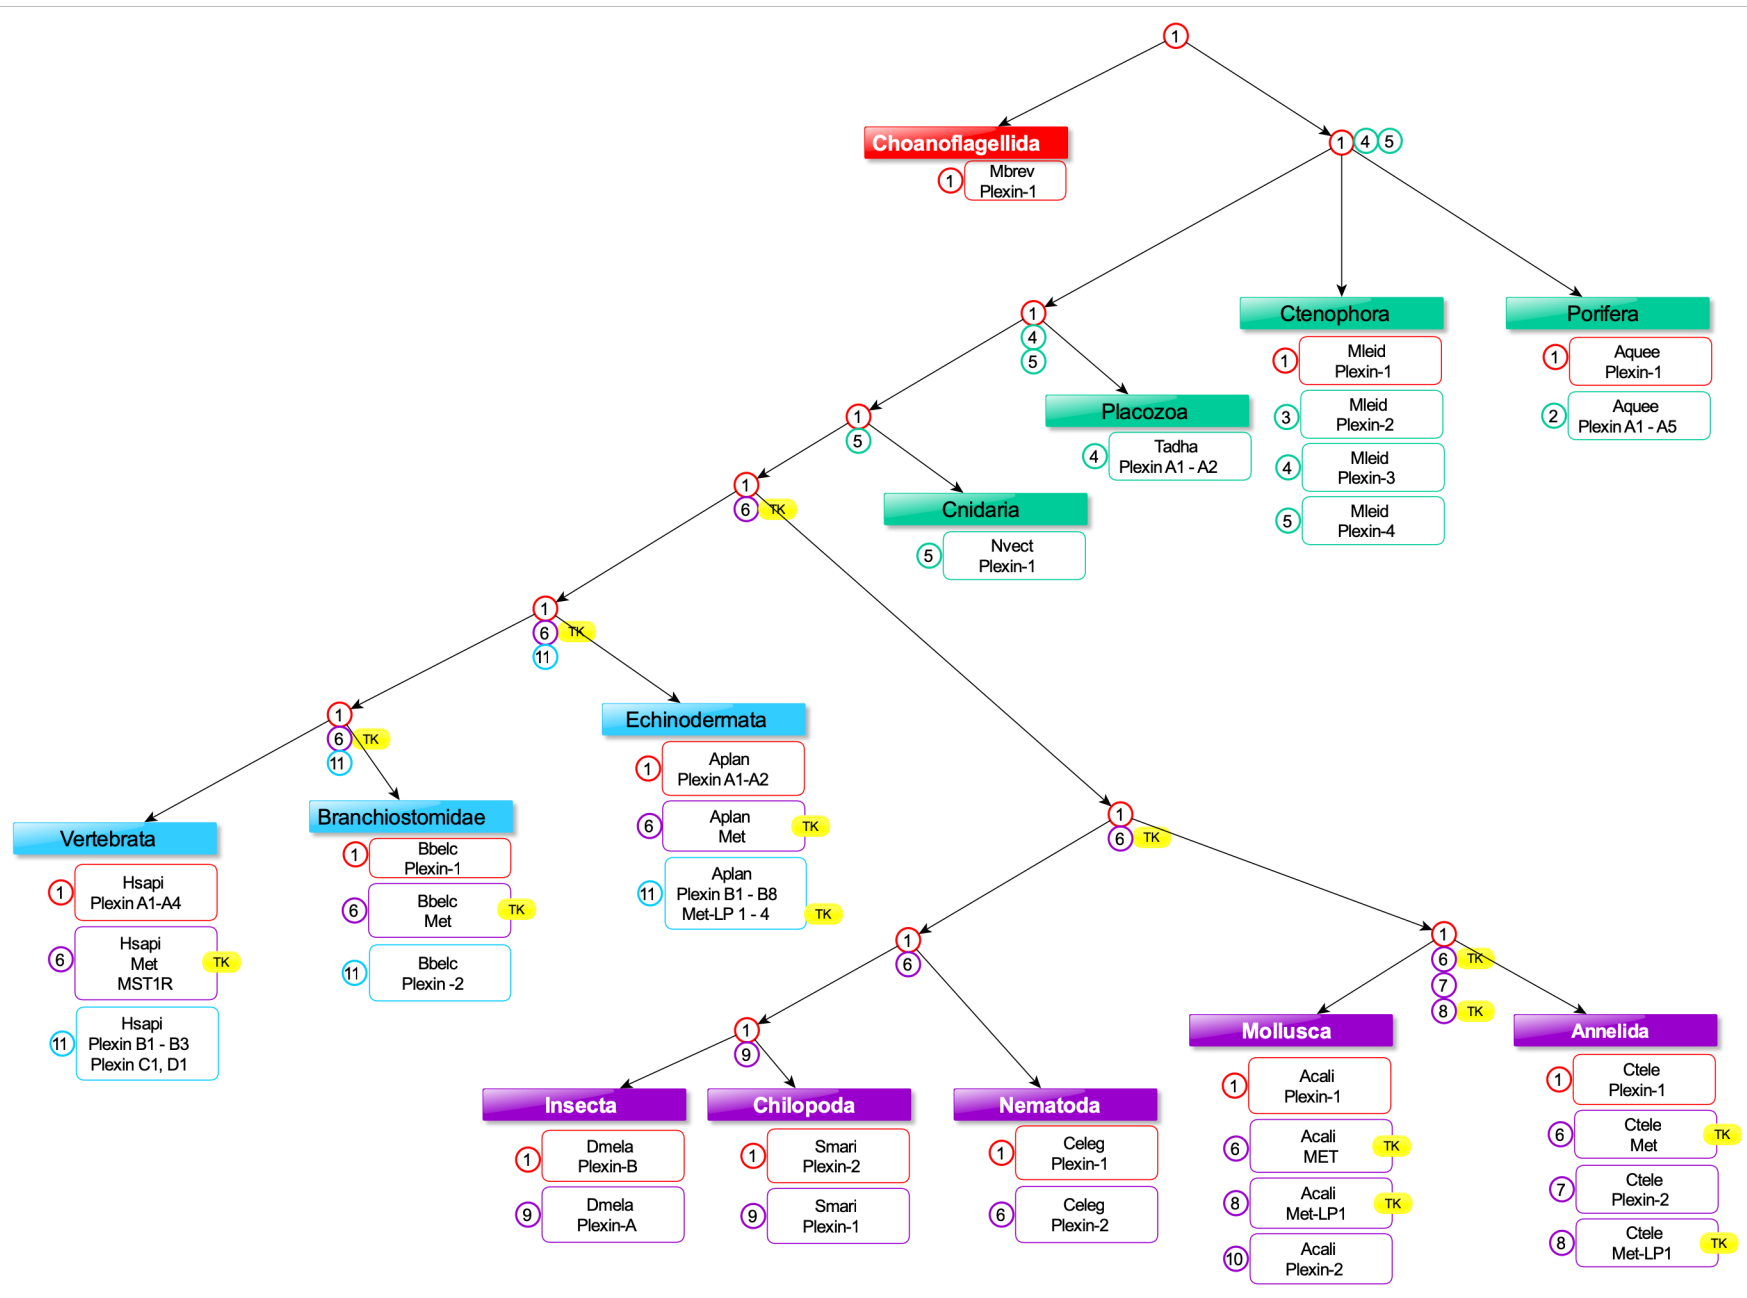 1
Choanoflagellida
1
Mbrev
Plexin-1
1 4 5
1
4
5
Ctenophora
1
Mleid
Plexin-1
3
Mleid
Plexin-2
4
Mleid
Plexin-3
5
Mleid
Plexin-4
Porifera
1
Aquee
Plexin-1
2
Aquee
Plexin A1 - A5
Placozoa
4
Tadha
Plexin A1 - A2
1
5
Cnidaria
5
Nvect
Plexin-1
1
6 TK
1
6 TK
11
Echinodermata
1
Aplan
Plexin A1-A2
6
Aplan
Met
TK
11
Aplan
Plexin B1 - B8
Met-LP 1 - 4
TK
1
6 TK
11
Vertebrata
1
Hsapi
Plexin A1-A4
6
Hsapi
Met
MST1R
TK
11
Hsapi
Plexin B1 - B3
Plexin C1, D1
Branchiostomidae
1
Bbelc
Plexin-1
6
Bbelc
Met
TK
11
Bbelc
Plexin -2
1
6 TK
1
6
1
9
Insecta
1
Dmela
Plexin-B
9
Dmela
Plexin-A
Chilopoda
1
Smari
Plexin-2
9
Smari
Plexin-1
Nematoda
1
Celeg
Plexin-1
6
Celeg
Plexin-2
1
6 TK
7
8 TK
Mollusca
1
Acali
Plexin-1
6
Acali
MET
TK
8
Acali
Met-LP1
TK
10
Acali
Plexin-2
Annelida
1
Ctele
Plexin-1
6
Ctele
Met
TK
7
Ctele
Plexin-2
8
Ctele
Met-LP1
TK